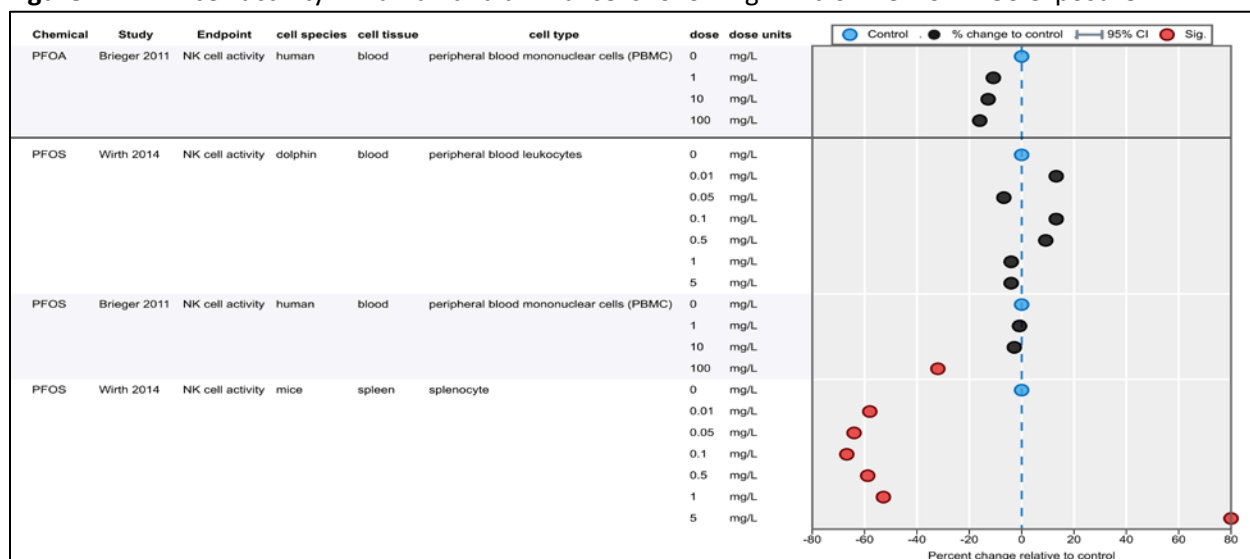 Chemical Study Endpoint cell species cell tissue cell type dose dose units
Control . % change to control 95% CI Sig.
PFOA Brieger 2011 NK cell activity human blood peripheral blood mononuclear cells (PBMC) 0 mg/L
1 mg/L
10 mg/L
100 mg/L
PFOS Wirth 2014 NK cell activity dolphin blood peripheral blood leukocytes 0 mg/L
0.01 mg/L
0.05 mg/L
0.1 mg/L
0.5 mg/L
1 mg/L
5 mg/L
PFOS Brieger 2011 NK cell activity human blood peripheral blood mononuclear cells (PBMC) 0 mg/L
1 mg/L
10 mg/L
100 mg/L
PFOS Wirth 2014 NK cell activity mice spleen splenocyte 0 mg/L
0.01 mg/L
0.05 mg/L
0.1 mg/L
0.5 mg/L
1 mg/L
5 mg/L
-80 -60 -40 -20 0 20 40 60 80
Percent change relative to control